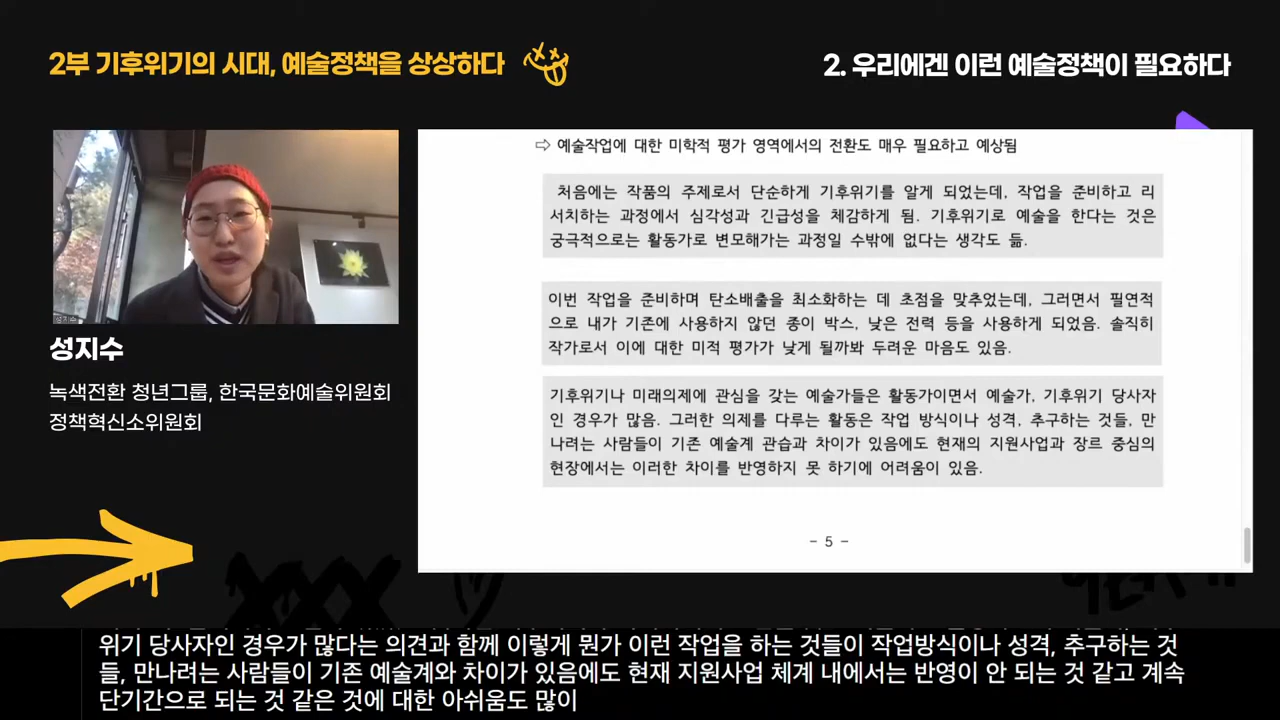 2부 기후위기의 시대, 예술정책을 상상하다
2. 우리에겐 이런 예술정책이 필요하다
⇨ 예술작업에 대한 미학적 평가 영역에서의 전환도 매우 필요하고 예상됨
처음에는 작품의 주제로서 단순하게 기후위기를 알게 되었는데, 작업을 준비하고 리
서치하는 과정에서 심각성과 긴급성을 체감하게 됨. 기후위기로 예술을 한다는 것은
궁극적으로는 활동가로 변모해가는 과정일 수밖에 없다는 생각도 듦.
이번 작업을 준비하며 탄소배출을 최소화하는 데 초점을 맞추었는데, 그러면서 필연적
으로 내가 기존에 사용하지 않던 종이 박스, 낮은 전력 등을 사용하게 되었음. 솔직히
작가로서 이에 대한 미적 평가가 낮게 될까봐 두려운 마음도 있음.
기후위기나 미래의제에 관심을 갖는 예술가들은 활동가이면서 예술가, 기후위기 당사자
인 경우가 많음. 그러한 의제를 다루는 활동은 작업 방식이나 성격, 추구하는 것들, 만
나려는 사람들이 기존 예술계 관습과 차이가 있음에도 현재의 지원사업과 장르 중심의
현장에서는 이러한 차이를 반영하지 못 하기에 어려움이 있음.
- 5 -
성지수
성지수
녹색전환 청년그룹, 한국문화예술위원회
정책혁신소위원회
위기 당사자인 경우가 많다는 의견과 함께 이렇게 뭔가 이런 작업을 하는 것들이 작업방식이나 성격, 추구하는 것
들, 만나려는 사람들이 기존 예술계와 차이가 있음에도 현재 지원사업 체계 내에서는 반영이 안 되는 것 같고 계속
단기간으로 되는 것 같은 것에 대한 아쉬움도 많이